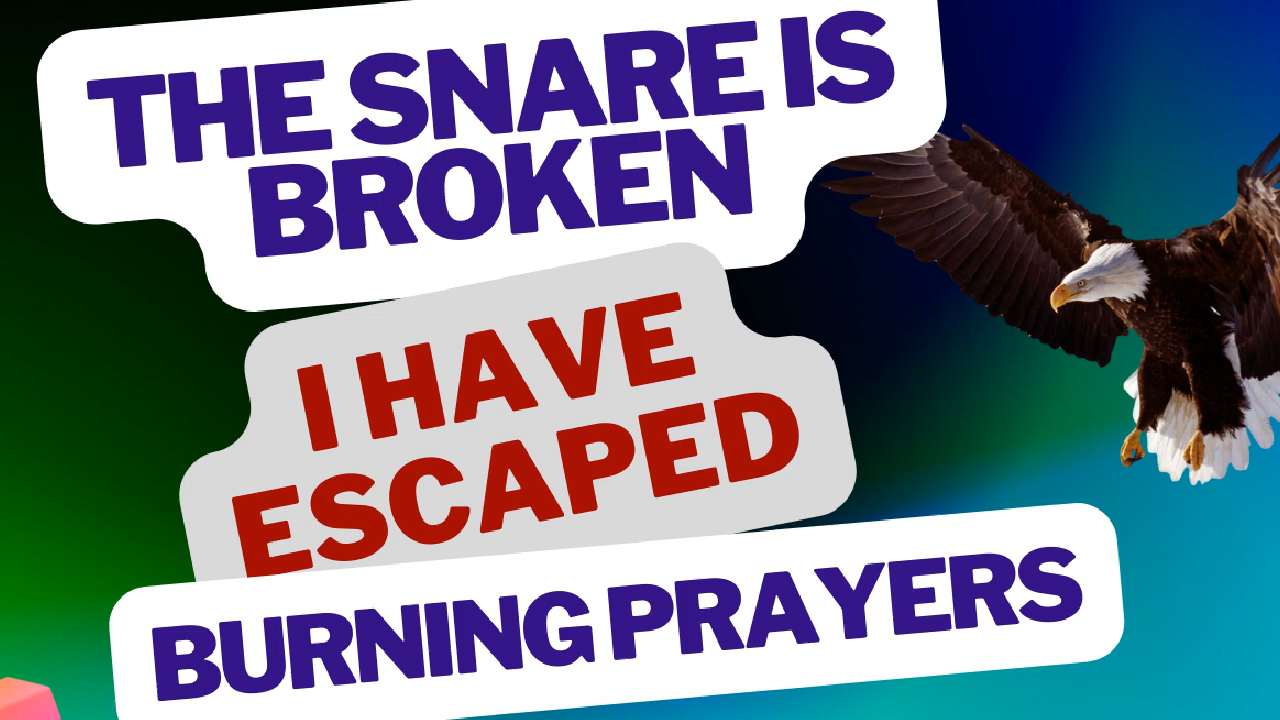 THE SNARE IS
BROKEN
I HAVE
ESCAPED
BURNING PRAYERS